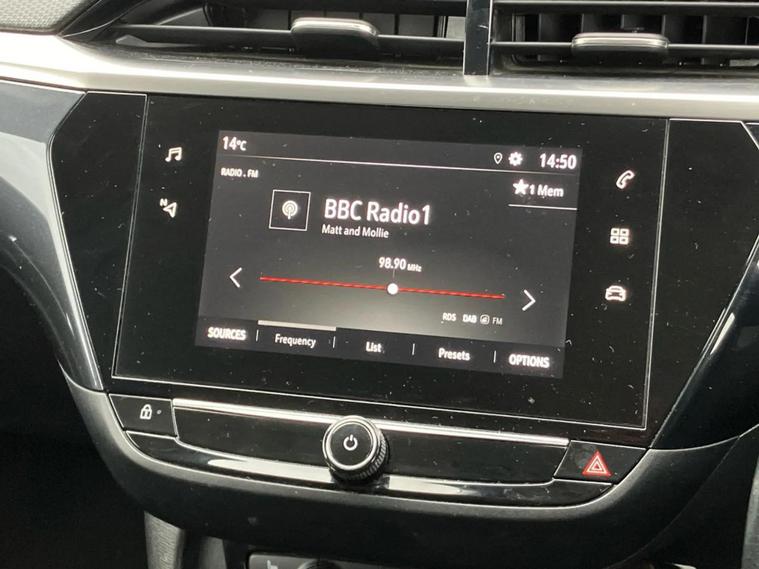 14°C 14:50
RADIO . FM
1 Mem
BBC Radio1
Matt and Mollie
98.90 MHz
RDS DAB FM
SOURCES Frequency List Presets OPTIONS
N